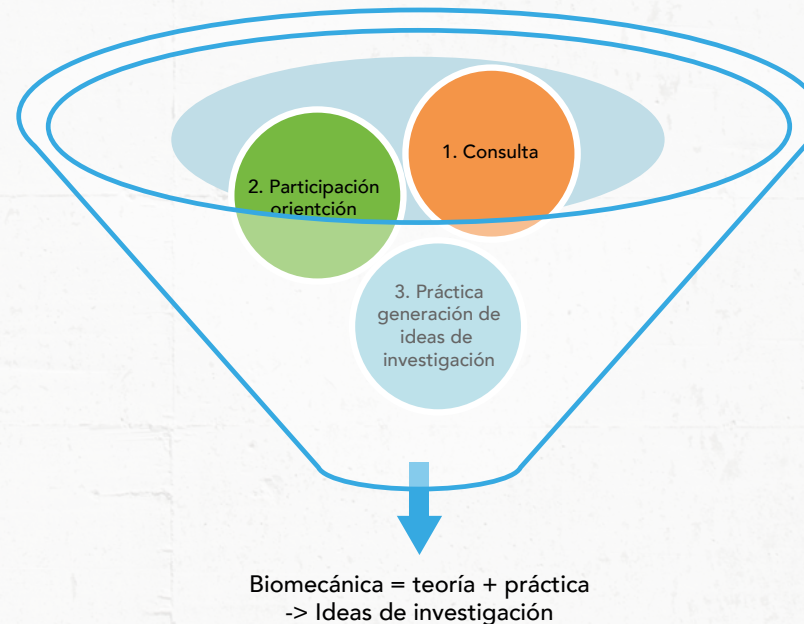 1. Consulta
2. Participación
orientción
3. Práctica
generación de
ideas de
investigación
Biomecánica = teoría + práctica
-> Ideas de investigación